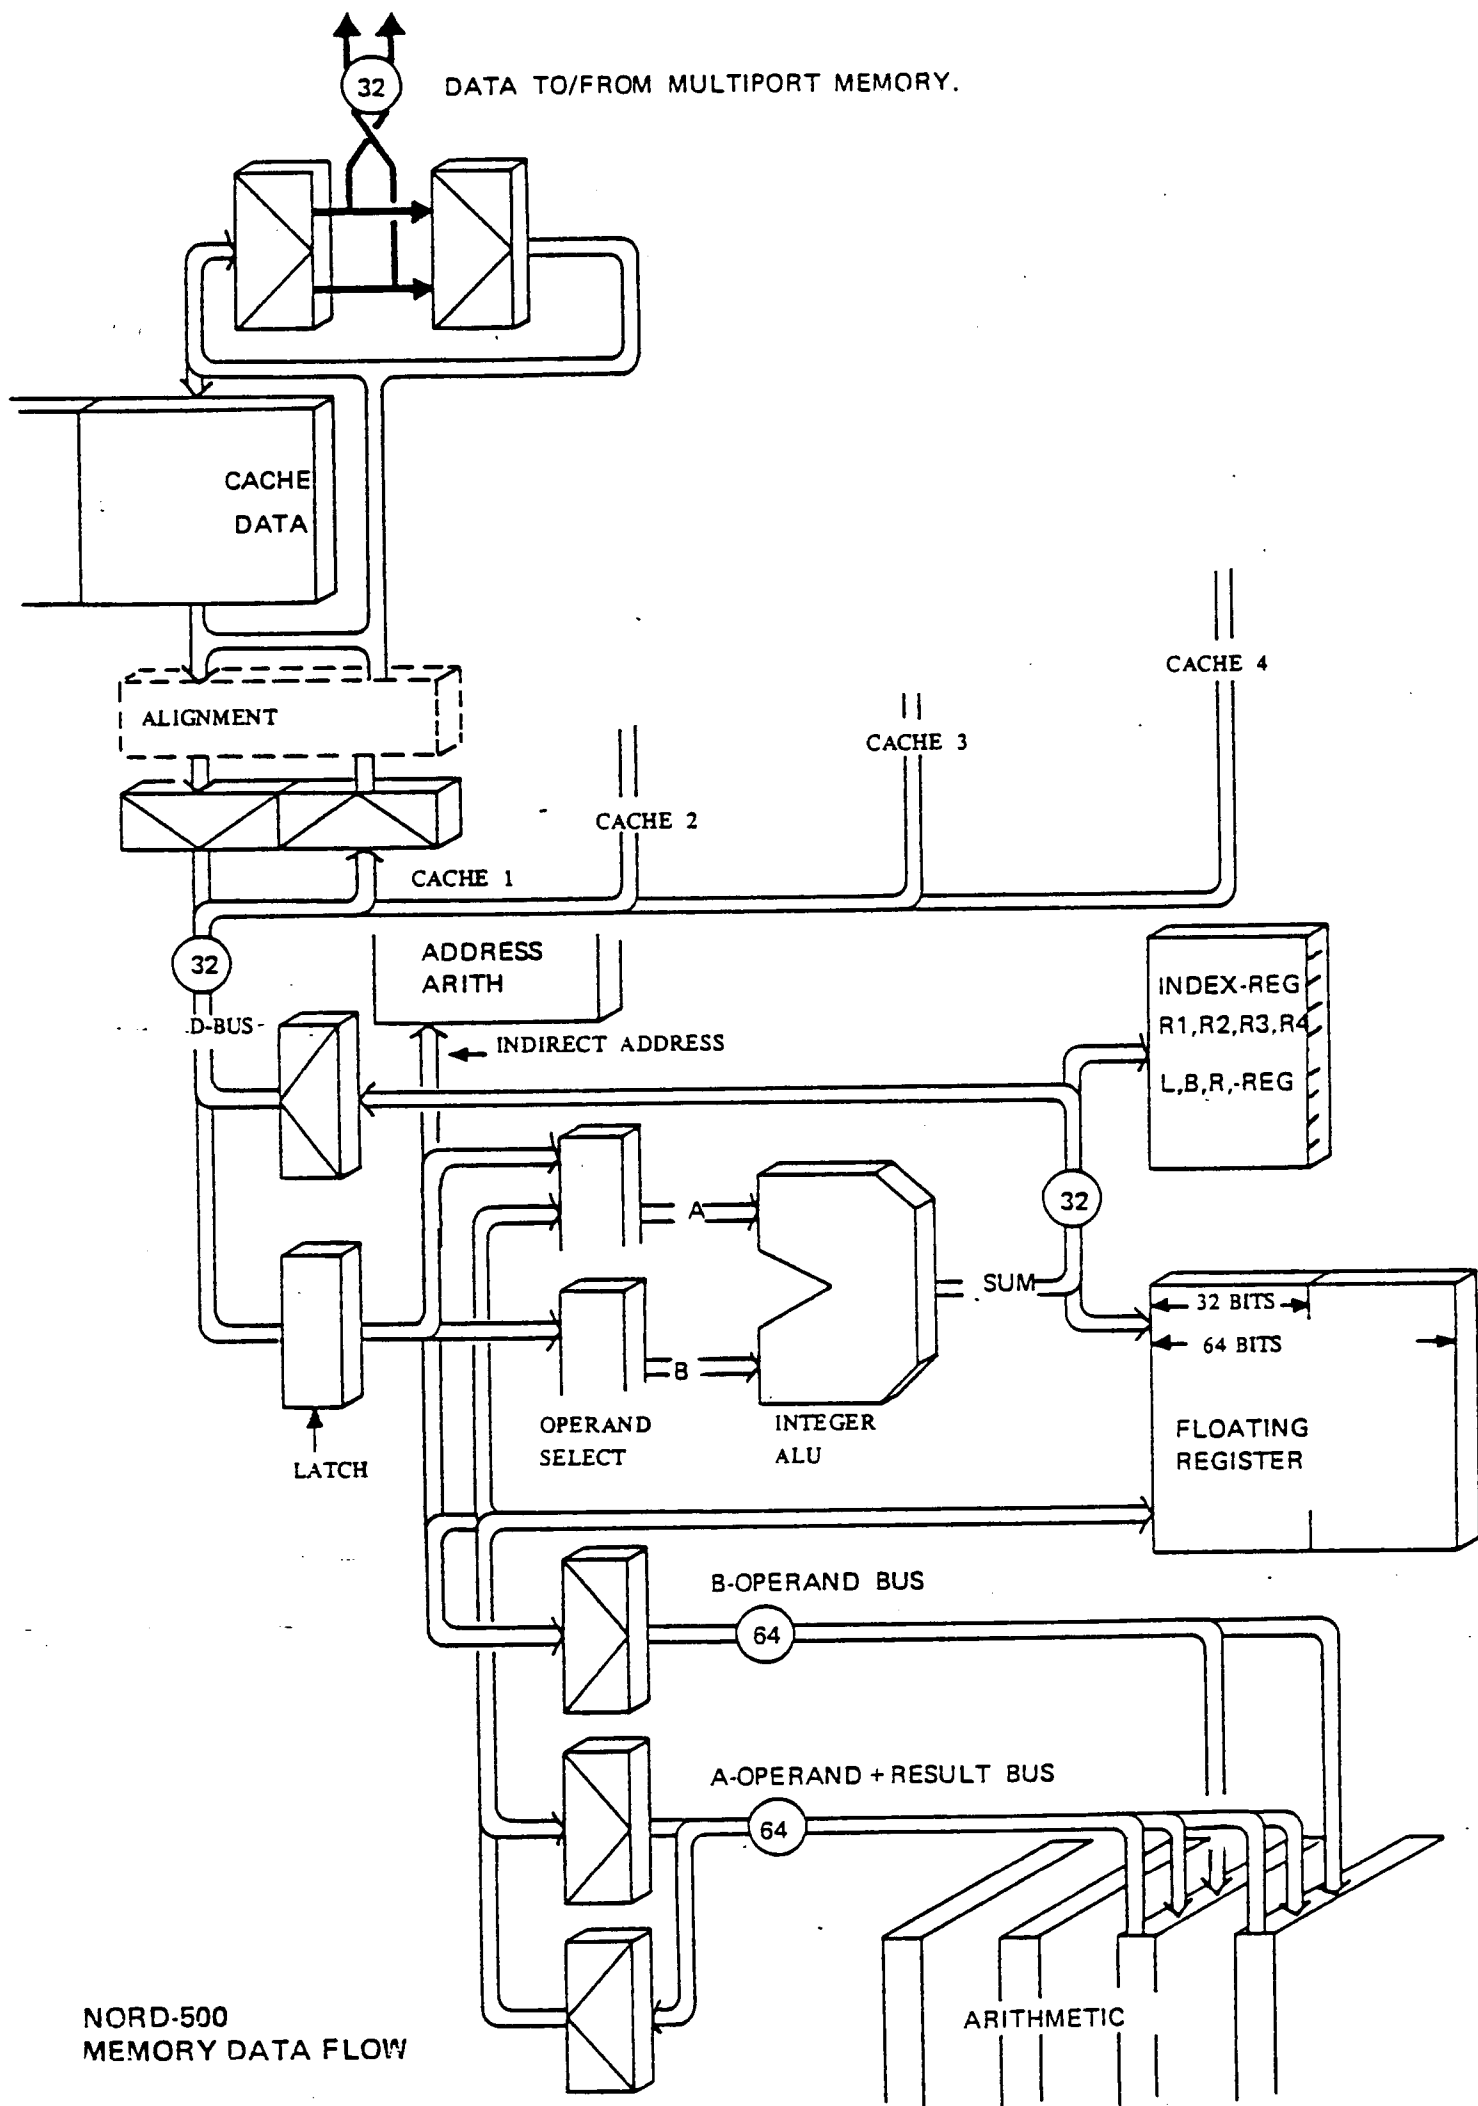 32
DATA TO/FROM MULTIPORT MEMORY.
CACHE
DATA
CACHE 4
ALIGNMENT
CACHE 3
CACHE 2
CACHE 1
32
ADDRESS
ARITH
INDEX-REG
R1,R2,R3,R4
L,B,R,-REG
D-BUS
INDIRECT ADDRESS
32
A
SUM
32 BITS
64 BITS
B
OPERAND
SELECT
INTEGER
ALU
FLOATING
REGISTER
LATCH
B-OPERAND BUS
64
A-OPERAND + RESULT BUS
64
ARITHMETIC
NORD-500
MEMORY DATA FLOW